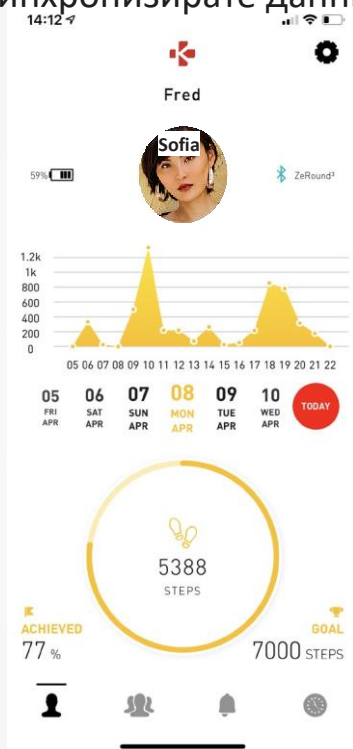 инхронизирате данн
14:12
Fred
Sofia
59%
ZeRound³
1.2k
1k
800
600
400
200
0
05 06 07 08 09 10 11 12 13 14 15 16 17 18 19 20 21 22
05 06 07 08 09 10
FRI SAT SUN MON TUE WED TODAY
APR APR APR APR APR APR
5388
STEPS
ACHIEVED GOAL
77 % 7000 STEPS